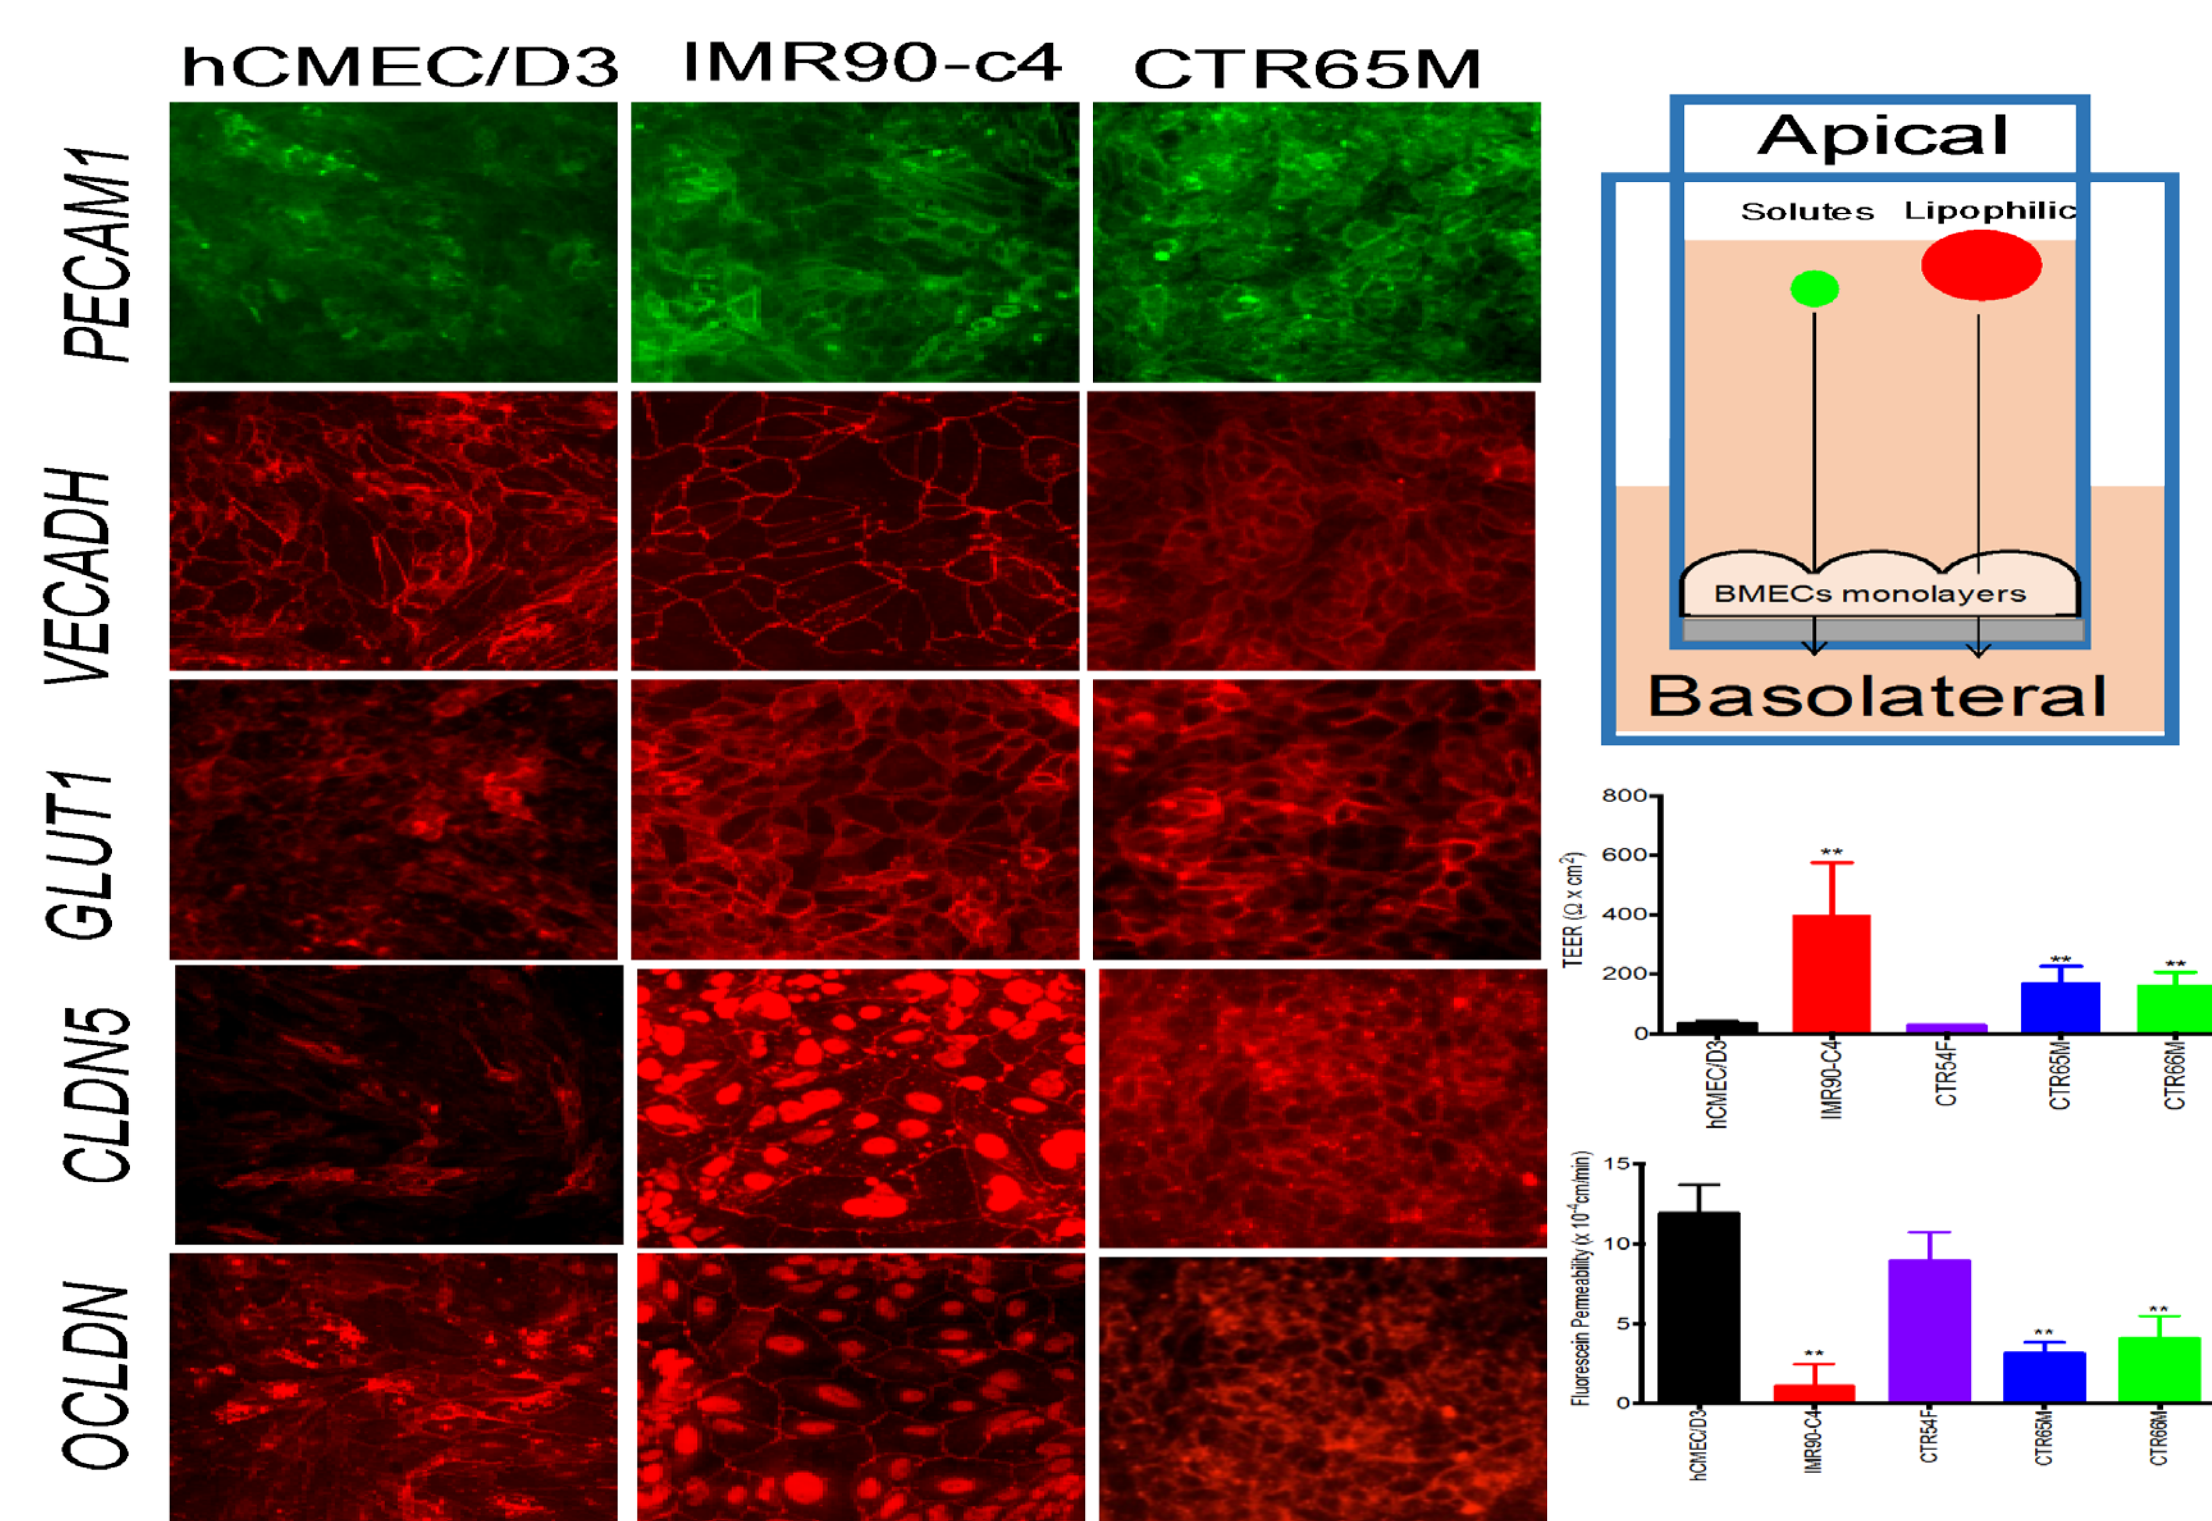 hCMEC/D3
IMR90-c4
CTR65M
PECAM1
VECADH
GLUT1
CLDN5
OCLDN
Apical
Solutes Lipophilic
BMECs monolayers
Basolateral
TEER (Ω x cm²)
800
600
400
200
0
**
**
**
hCMEC/D3
IMR90-C4
CTR54F
CTR65M
CTR66M
Fluorescein Permeability (x 10⁻⁴cm/min)
15
10
5
0
**
**
**
hCMEC/D3
IMR90-C4
CTR54F
CTR65M
CTR66M